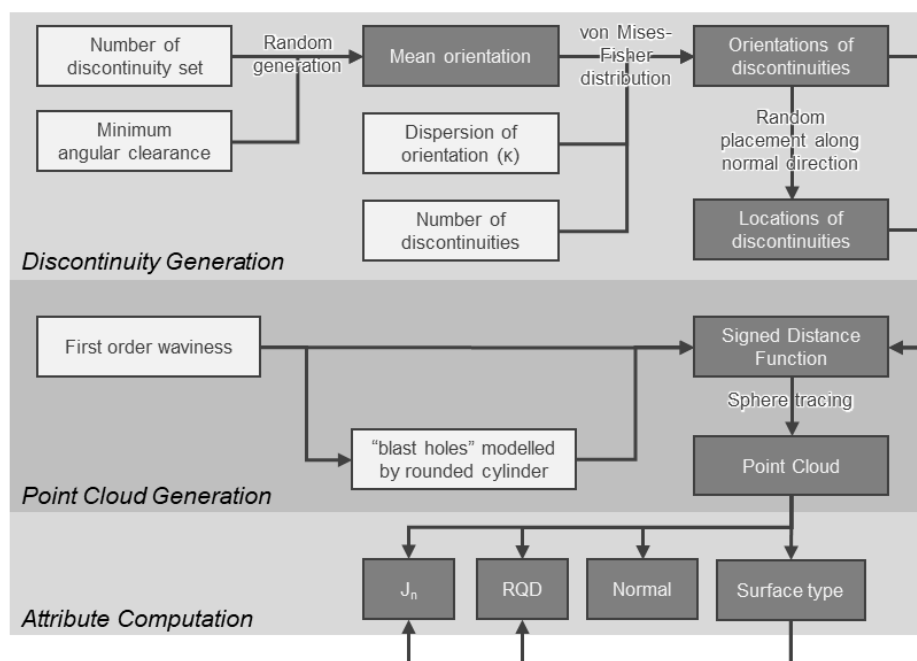 Number of
discontinuity set
Random
generation
Mean orientation
von Mises-
Fisher
distribution
Orientations of
discontinuities
Minimum
angular clearance
Dispersion of
orientation (κ)
Random
placement along
normal direction
Number of
discontinuities
Locations of
discontinuities
Discontinuity Generation
First order waviness
Signed Distance
Function
Sphere tracing
“blast holes” modelled
by rounded cylinder
Point Cloud
Point Cloud Generation
Jn
RQD
Normal
Surface type
Attribute Computation